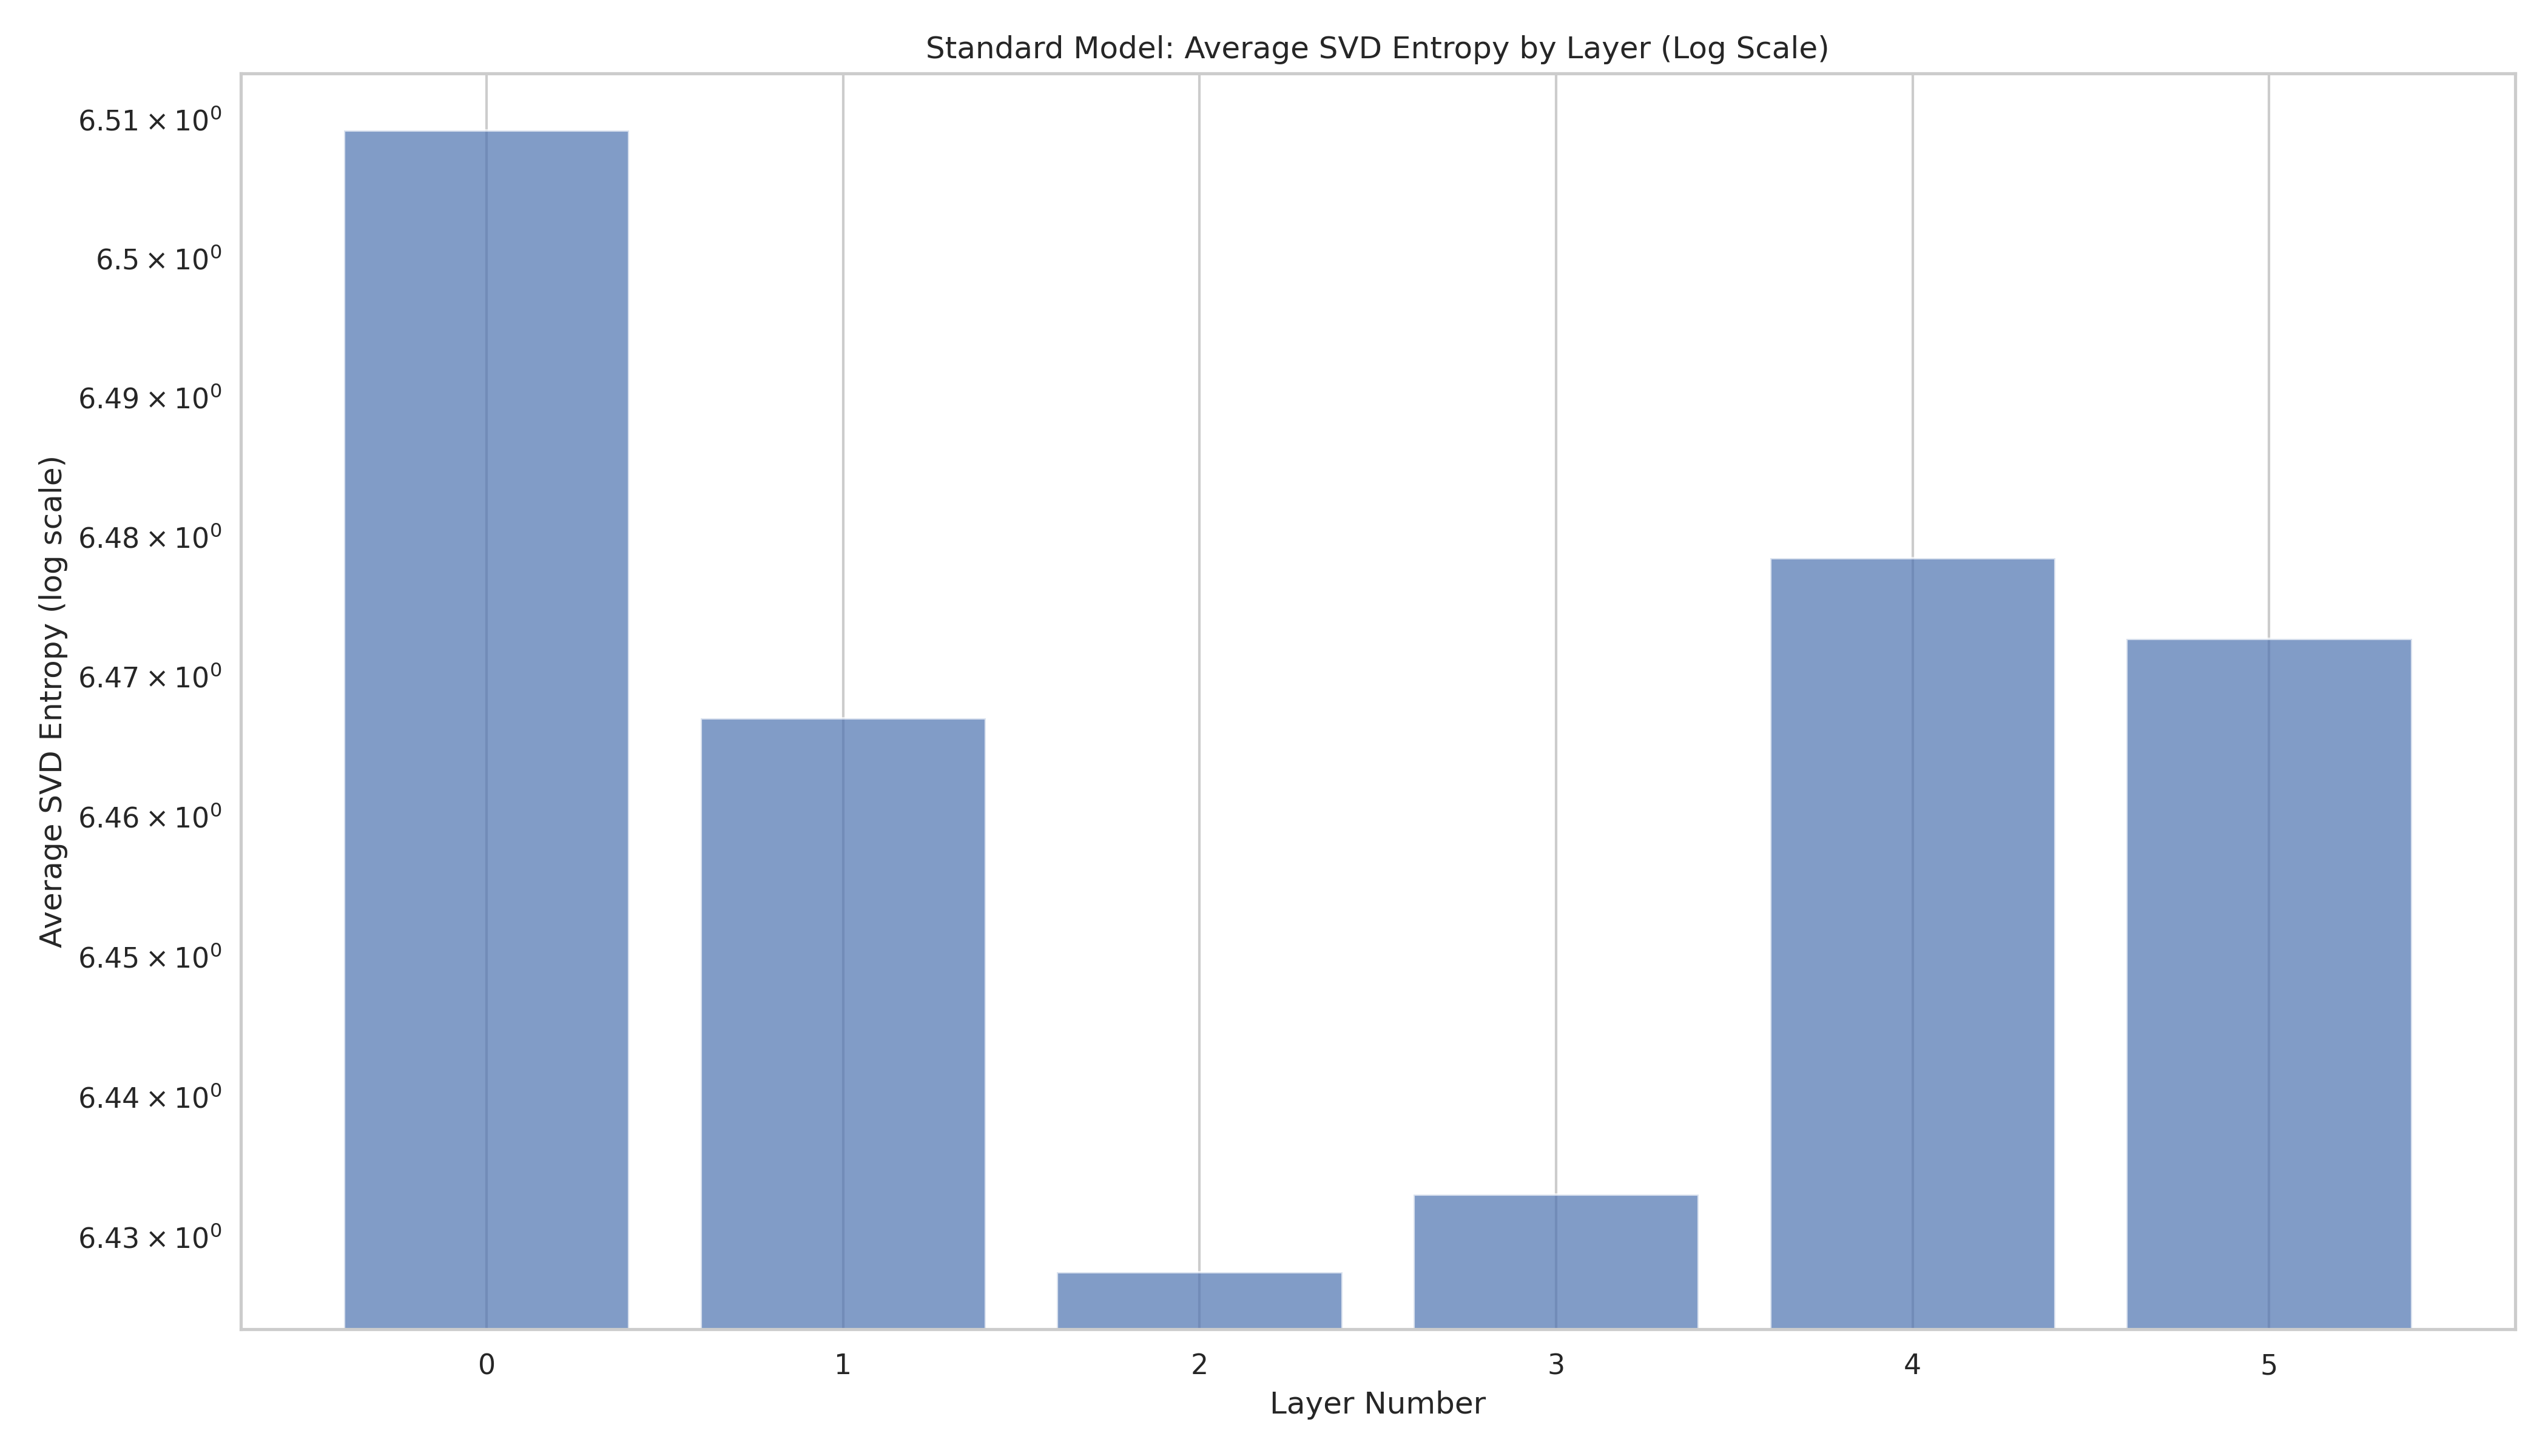 Standard Model: Average SVD Entropy by Layer (Log Scale)
Average SVD Entropy (log scale)
6.51 × 10⁰
6.5 × 10⁰
6.49 × 10⁰
6.48 × 10⁰
6.47 × 10⁰
6.46 × 10⁰
6.45 × 10⁰
6.44 × 10⁰
6.43 × 10⁰
0 1 2 3 4 5
Layer Number